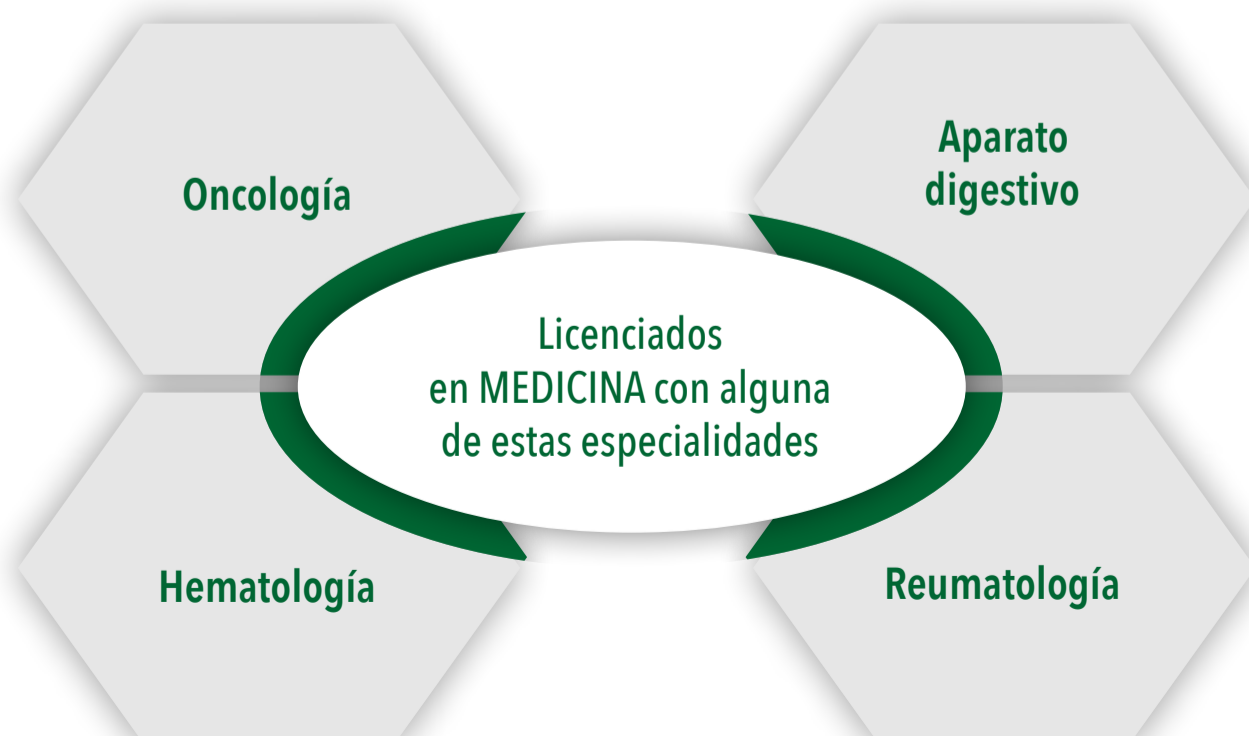 Oncología
Aparato
digestivo
Licenciados
en MEDICINA con alguna
de estas especialidades
Hematología
Reumatología